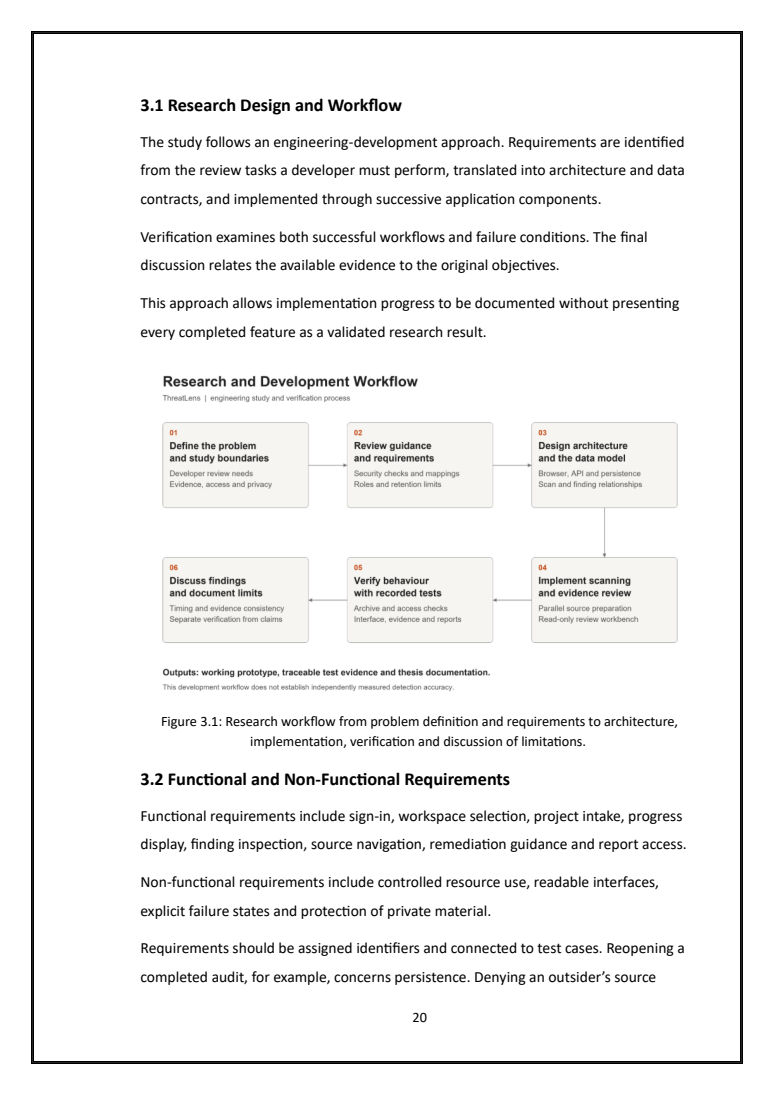 3.1 Research Design and Workflow
The study follows an engineering-development approach. Requirements are identified
from the review tasks a developer must perform, translated into architecture and data
contracts, and implemented through successive application components.
Verification examines both successful workflows and failure conditions. The final
discussion relates the available evidence to the original objectives.
This approach allows implementation progress to be documented without presenting
every completed feature as a validated research result.
Research and Development Workflow
ThreatLens | engineering study and verification process
01
Define the problem
and study boundaries
Developer review needs
Evidence, access and privacy
02
Review guidance
and requirements
Security checks and mappings
Roles and retention limits
03
Design architecture
and the data model
Browser, API and persistence
Scan and finding relationships
06
Discuss findings
and document limits
Timing and evidence consistency
Separate verification from claims
05
Verify behaviour
with recorded tests
Archive and access checks
Interface, evidence and reports
04
Implement scanning
and evidence review
Parallel source preparation
Read-only review workbench
Outputs: working prototype, traceable test evidence and thesis documentation.
This development workflow does not establish independently measured detection accuracy.
Figure 3.1: Research workflow from problem definition and requirements to architecture,
implementation, verification and discussion of limitations.
3.2 Functional and Non-Functional Requirements
Functional requirements include sign-in, workspace selection, project intake, progress
display, finding inspection, source navigation, remediation guidance and report access.
Non-functional requirements include controlled resource use, readable interfaces,
explicit failure states and protection of private material.
Requirements should be assigned identifiers and connected to test cases. Reopening a
completed audit, for example, concerns persistence. Denying an outsider’s source
20